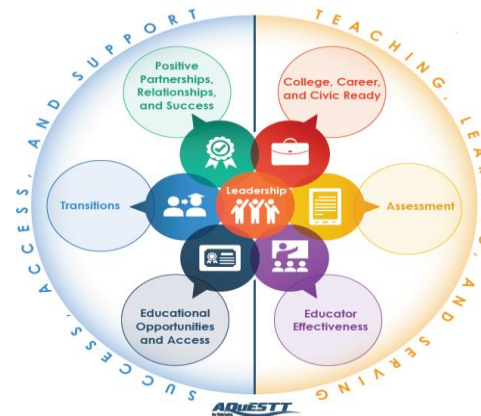 SUCCESS, ACCESS, AND SUPPORT
TEACHING, LEARNING, AND SERVING
Positive
Partnerships,
Relationships,
and Success
College, Career,
and Civic Ready
Transitions
Leadership
Assessment
Educational
Opportunities
and Access
Educator
Effectiveness
AQuESTT